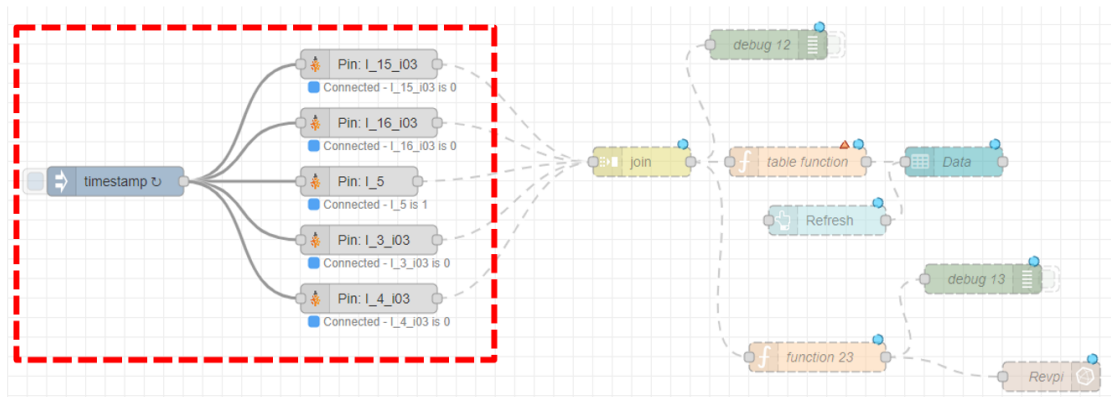 debug 12
Pin: I_15_i03
Connected - I_15_i03 is 0
Pin: I_16_i03
Connected - I_16_i03 is 0
timestamp ↻
Pin: I_5
Connected - I_5 is 1
join
table function
Data
Refresh
Pin: I_3_i03
Connected - I_3_i03 is 0
debug 13
Pin: I_4_i03
Connected - I_4_i03 is 0
function 23
Revpi